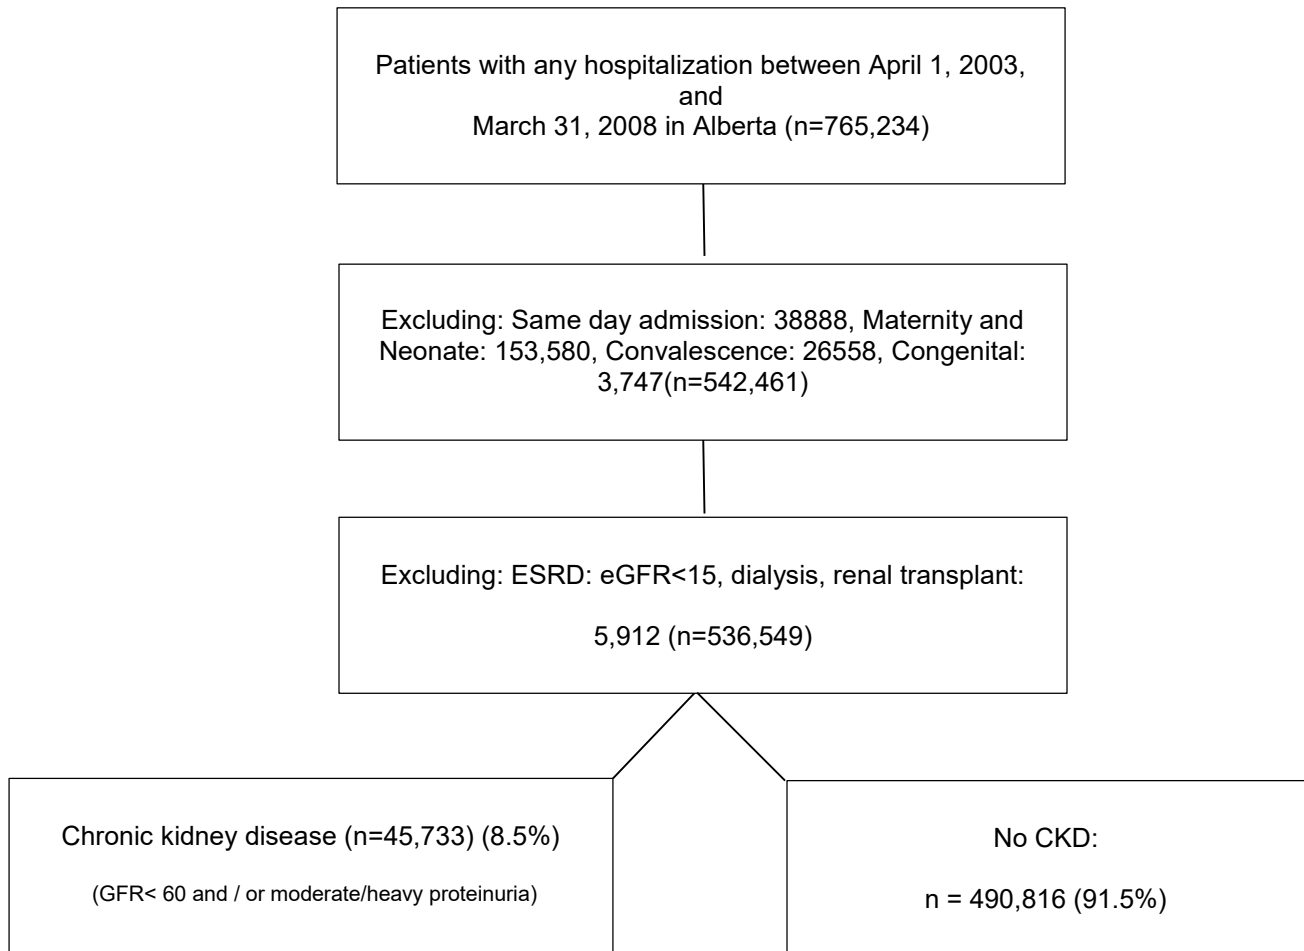 Patients with any hospitalization between April 1, 2003,
and
March 31, 2008 in Alberta (n=765,234)
Excluding: Same day admission: 38888, Maternity and
Neonate: 153,580, Convalescence: 26558, Congenital:
3,747(n=542,461)
Excluding: ESRD: eGFR<15, dialysis, renal transplant:
5,912 (n=536,549)
Chronic kidney disease (n=45,733) (8.5%)
(GFR< 60 and / or moderate/heavy proteinuria)
No CKD:
n = 490,816 (91.5%)